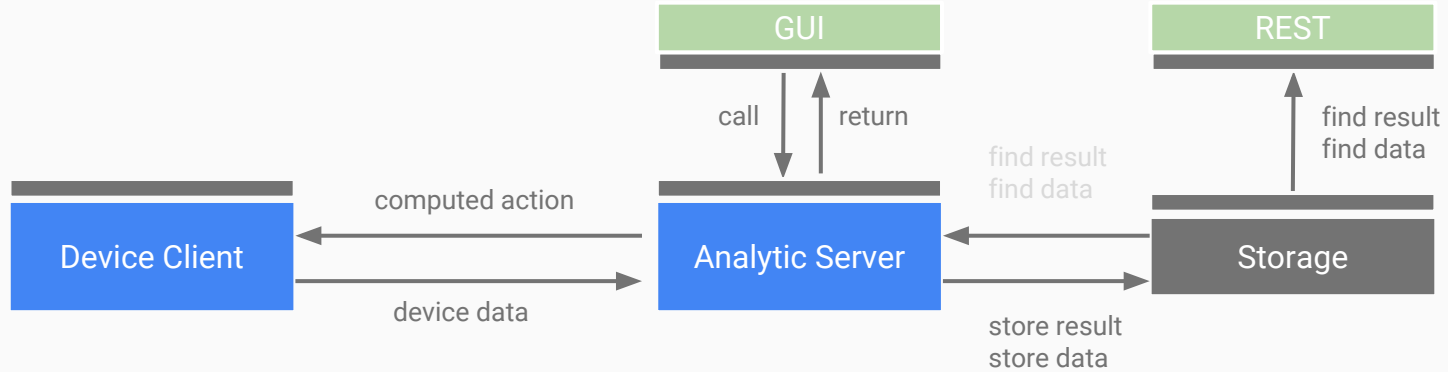 GUI
REST
call
return
find result
find data
find result
find data
computed action
Device Client
Analytic Server
Storage
device data
store result
store data